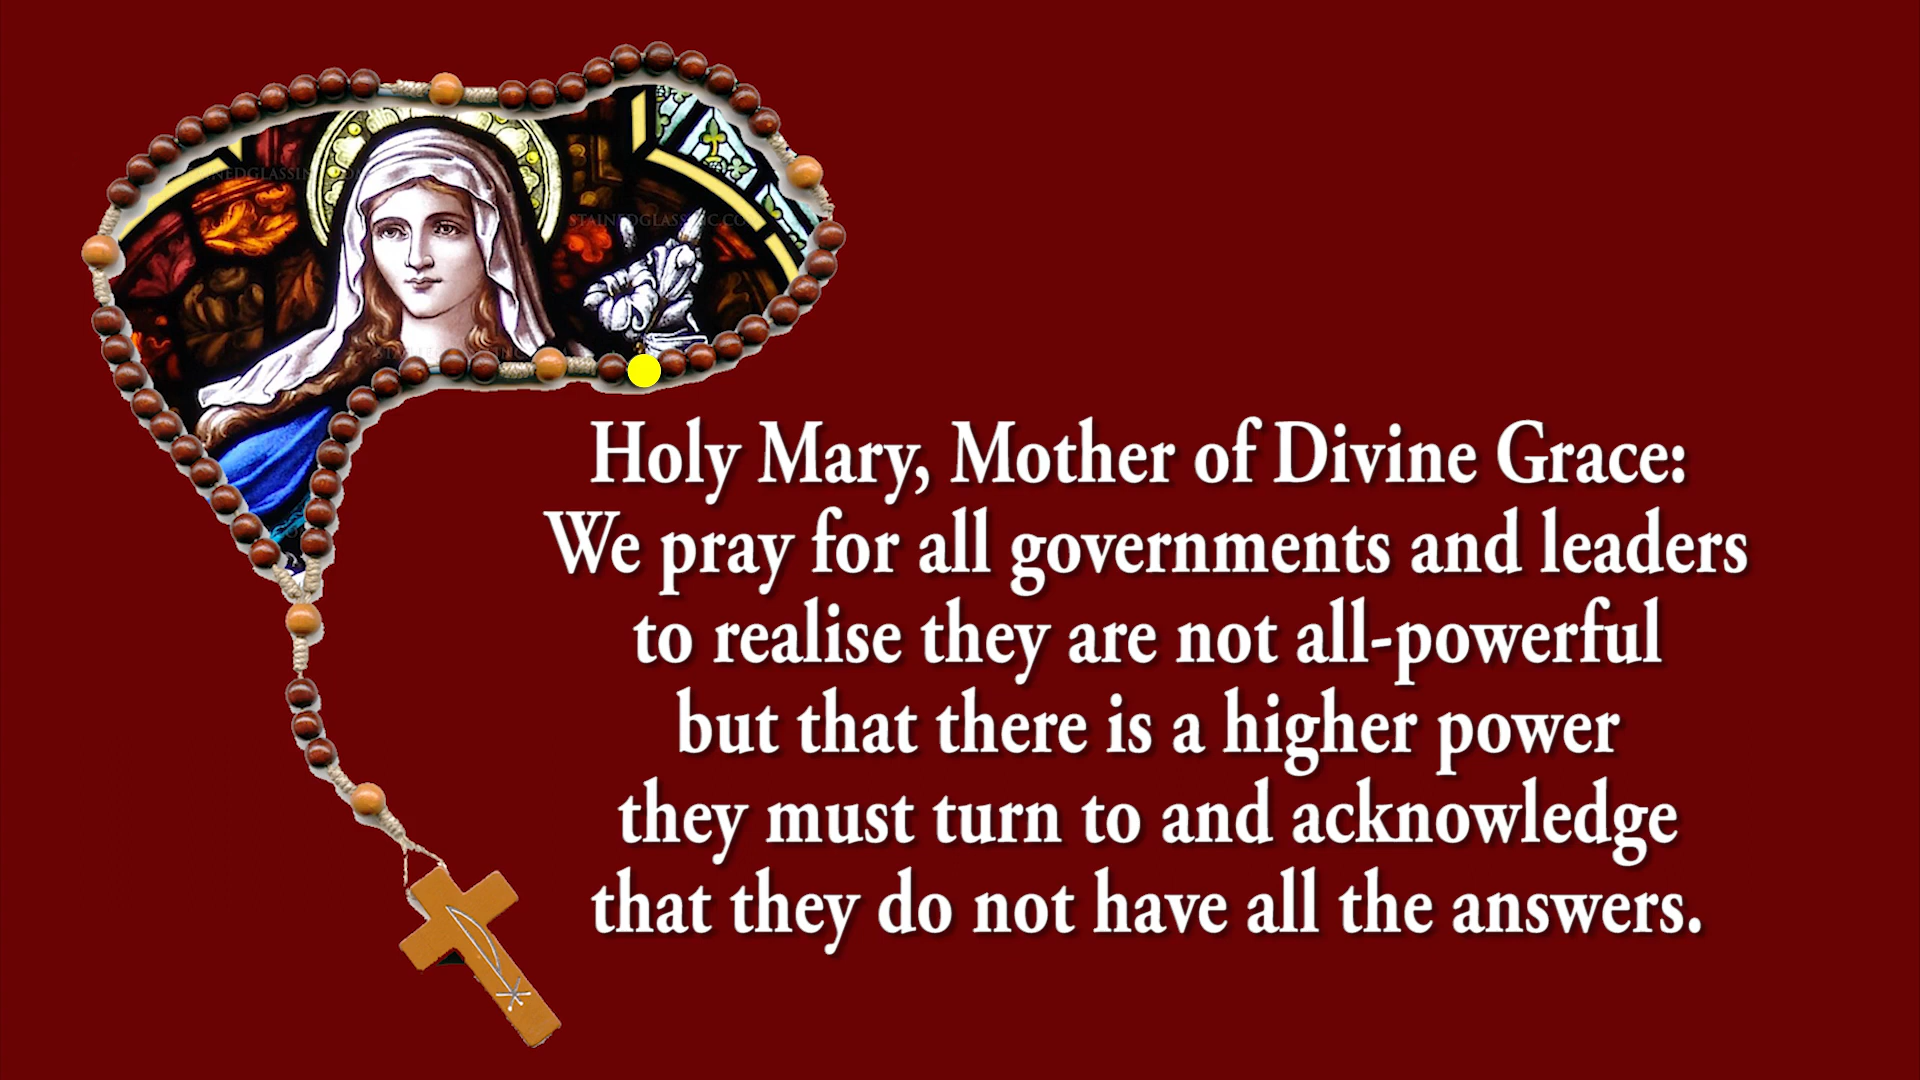 Holy Mary, Mother of Divine Grace:
We pray for all governments and leaders
to realise they are not all-powerful
but that there is a higher power
they must turn to and acknowledge
that they do not have all the answers.